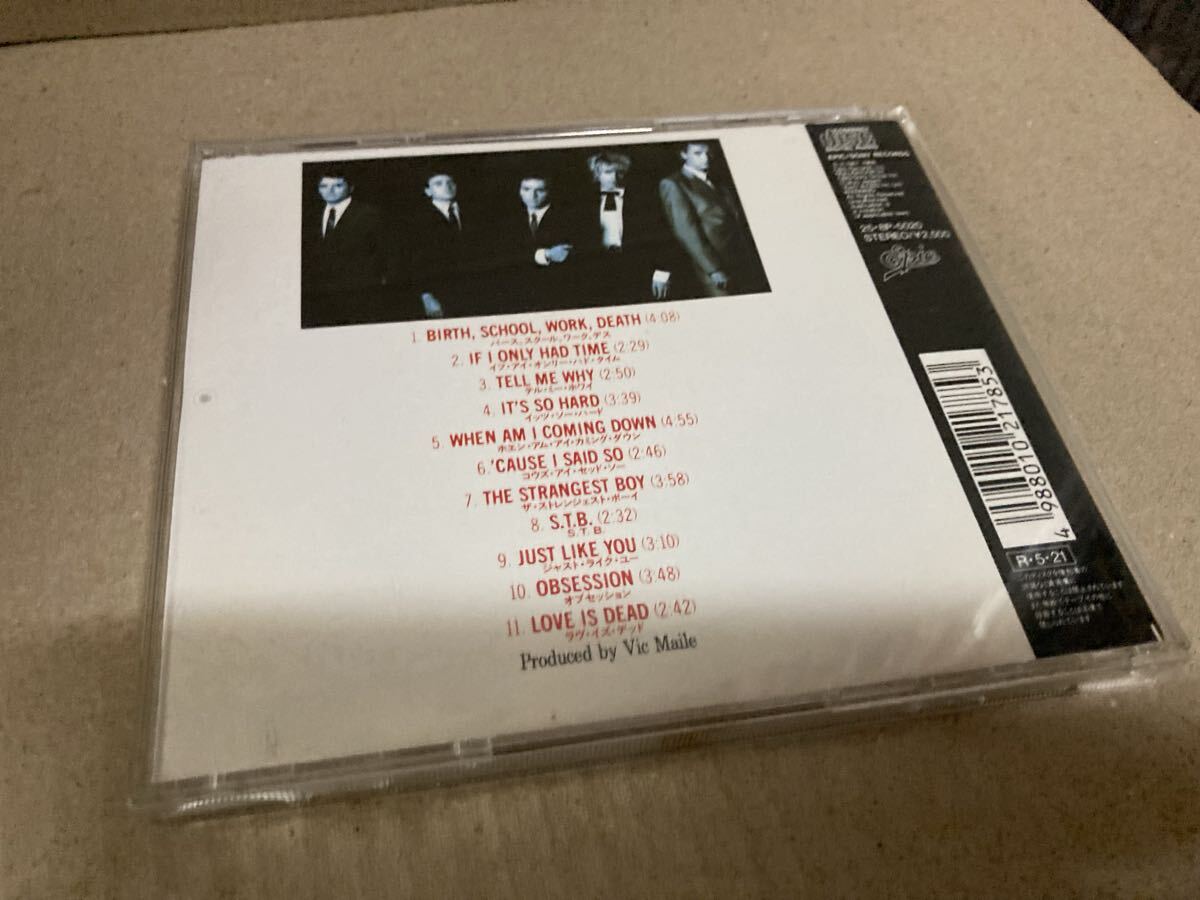 1. BIRTH, SCHOOL, WORK, DEATH (4:08)
バース、スクール、ワーク、デス
2. IF I ONLY HAD TIME (2:29)
イフ・アイ・オンリー・ハド・タイム
3. TELL ME WHY (2:50)
テル・ミー・ホワイ
4. IT'S SO HARD (3:39)
イッツ・ソー・ハード
5. WHEN AM I COMING DOWN (4:55)
ホエン・アム・アイ・カミング・ダウン
6. 'CAUSE I SAID SO (2:46)
コウズ・アイ・セッド・ソー
7. THE STRANGEST BOY (3:58)
ザ・ストレンジェスト・ボーイ
8. S.T.B. (2:32)
S.T.B.
9. JUST LIKE YOU (3:10)
ジャスト・ライク・ユー
10. OBSESSION (3:48)
オブセッション
11. LOVE IS DEAD (2:42)
ラヴ・イズ・デッド
Produced by Vic Maile
EPIC/SONY RECORDS
25・8P-5020
STEREO/¥2,500
Epic
4 988010 217853
R・5・21